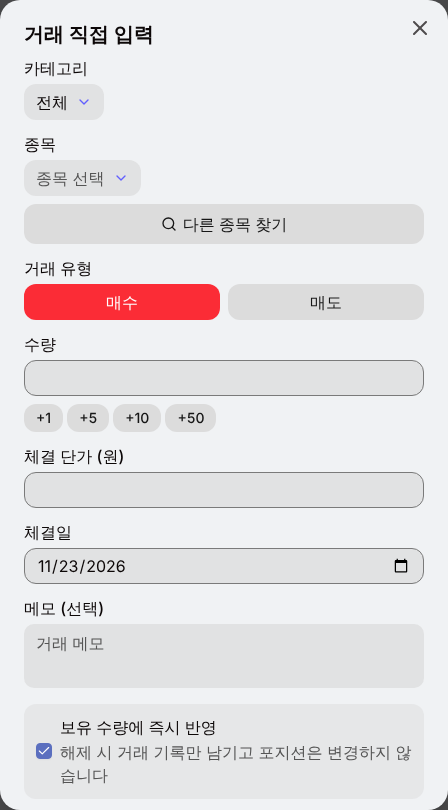 거래 직접 입력
카테고리
전체
종목
종목 선택
다른 종목 찾기
거래 유형
매수 매도
수량
+1 +5 +10 +50
체결 단가 (원)
체결일
11/23/2026
메모 (선택)
거래 메모
보유 수량에 즉시 반영
해제 시 거래 기록만 남기고 포지션은 변경하지 않
습니다